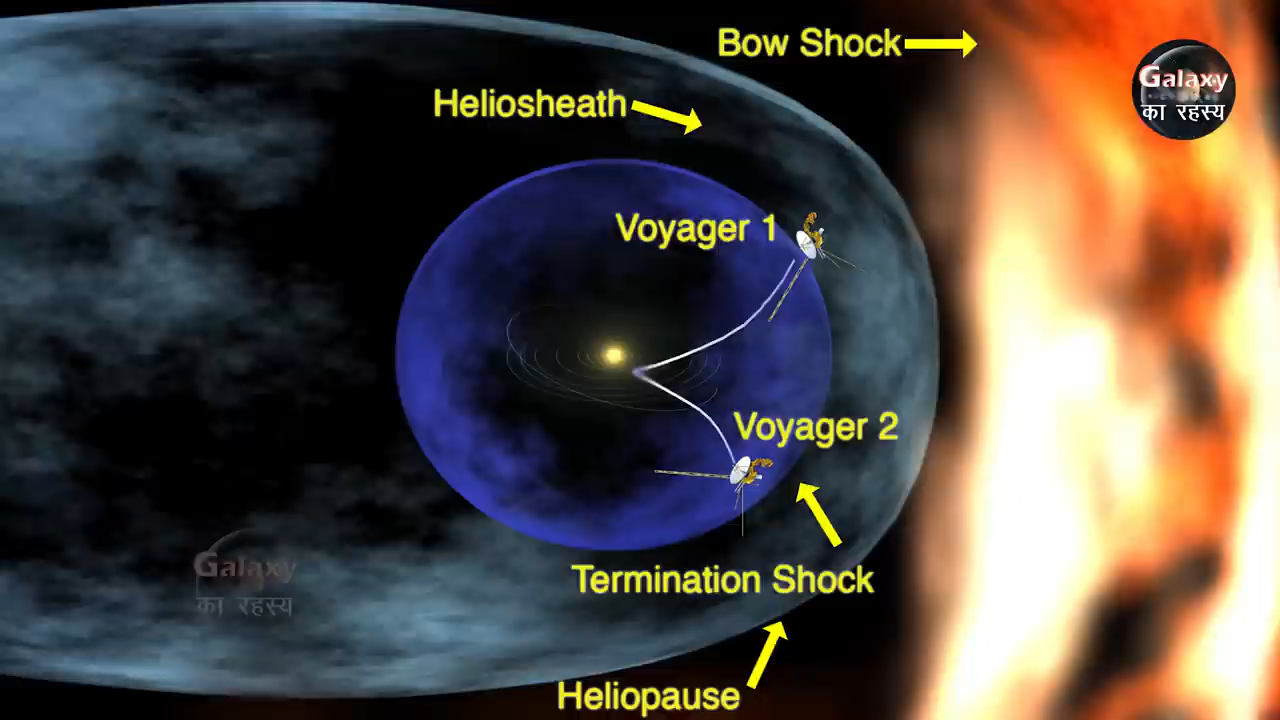 Bow Shock
Galaxy
का रहस्य
Heliosheath
Voyager 1
Voyager 2
Galaxy
का रहस्य
Termination Shock
Heliopause